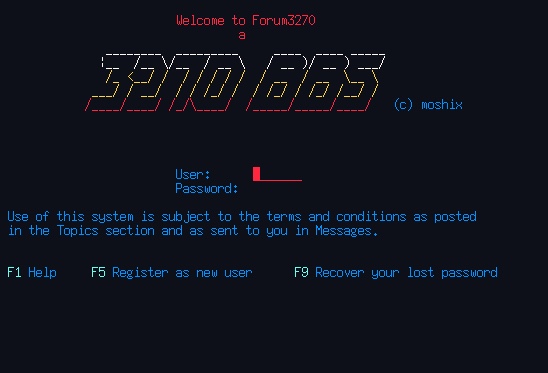 Welcome to Forum3270
a
3270 BBS
(c) moshix
User:
Password:
Use of this system is subject to the terms and conditions as posted
in the Topics section and as sent to you in Messages.
F1 Help F5 Register as new user F9 Recover your lost password